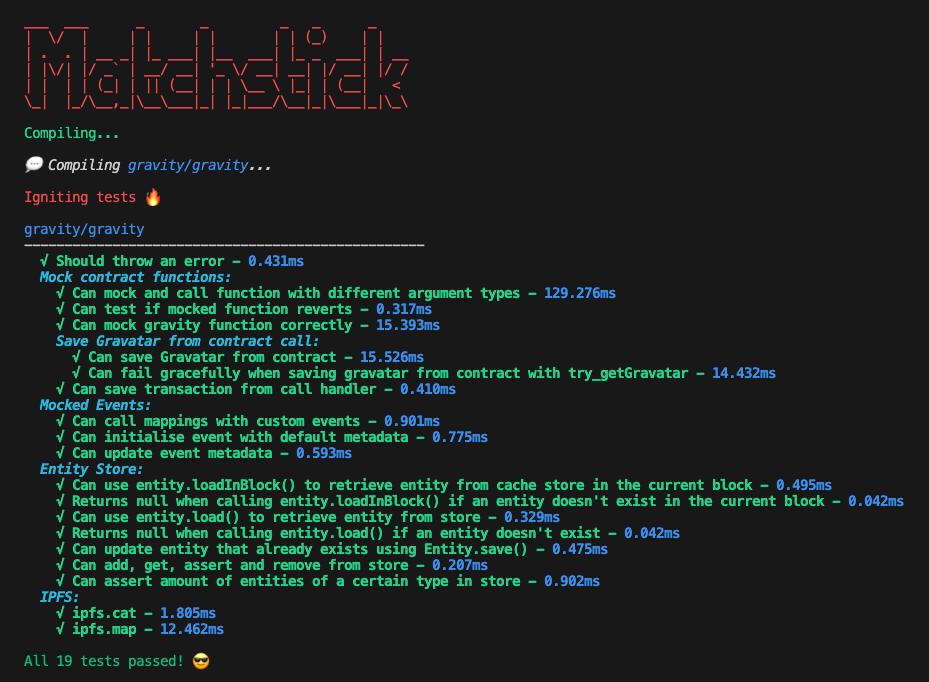 Matchstick
Compiling...
💬 Compiling gravity/gravity...
Igniting tests 🔥
gravity/gravity
--------------------------------------------------
√ Should throw an error – 0.431ms
Mock contract functions:
√ Can mock and call function with different argument types – 129.276ms
√ Can test if mocked function reverts – 0.317ms
√ Can mock gravity function correctly – 15.393ms
Save Gravatar from contract call:
√ Can save Gravatar from contract – 15.526ms
√ Can fail gracefully when saving gravatar from contract with try_getGravatar – 14.432ms
√ Can save transaction from call handler – 0.410ms
Mocked Events:
√ Can call mappings with custom events – 0.901ms
√ Can initialise event with default metadata – 0.775ms
√ Can update event metadata – 0.593ms
Entity Store:
√ Can use entity.loadInBlock() to retrieve entity from cache store in the current block – 0.495ms
√ Returns null when calling entity.loadInBlock() if an entity doesn't exist in the current block – 0.042ms
√ Can use entity.load() to retrieve entity from store – 0.329ms
√ Returns null when calling entity.load() if an entity doesn't exist – 0.042ms
√ Can update entity that already exists using Entity.save() – 0.475ms
√ Can add, get, assert and remove from store – 0.207ms
√ Can assert amount of entities of a certain type in store – 0.902ms
IPFS:
√ ipfs.cat – 1.805ms
√ ipfs.map – 12.462ms
All 19 tests passed! 😎